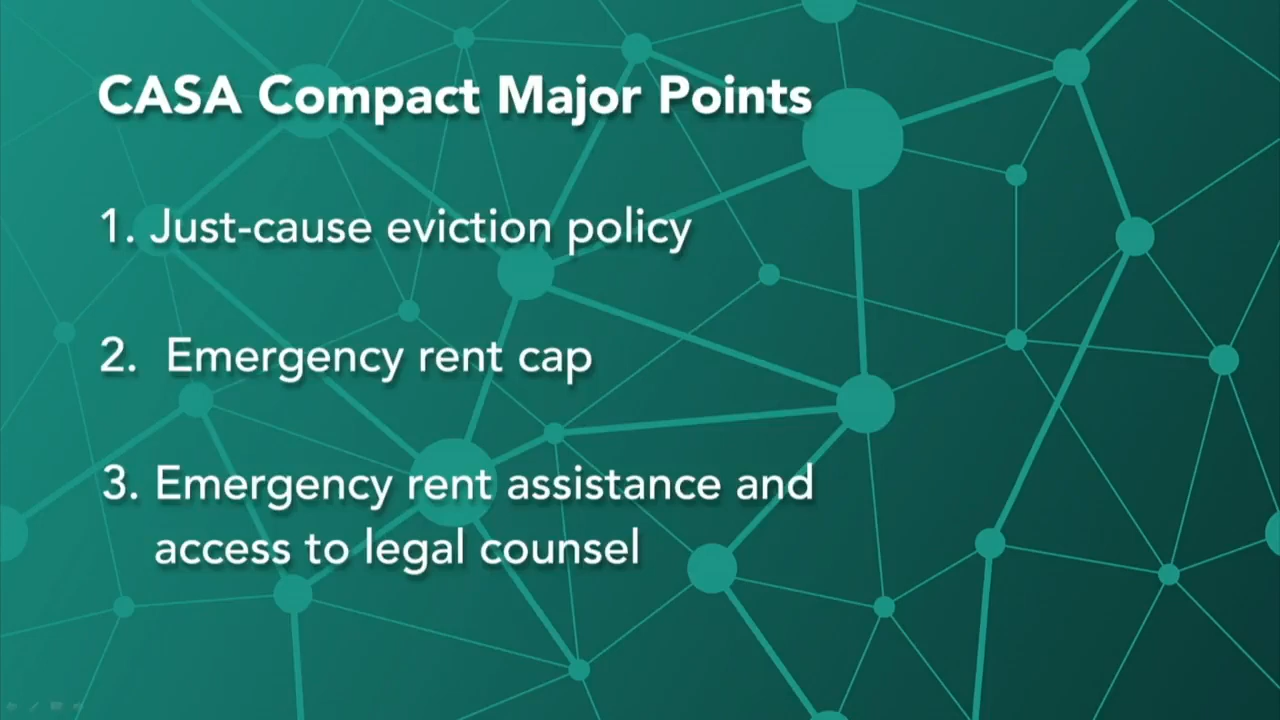 CASA Compact Major Points
1. Just-cause eviction policy
2. Emergency rent cap
3. Emergency rent assistance and
access to legal counsel